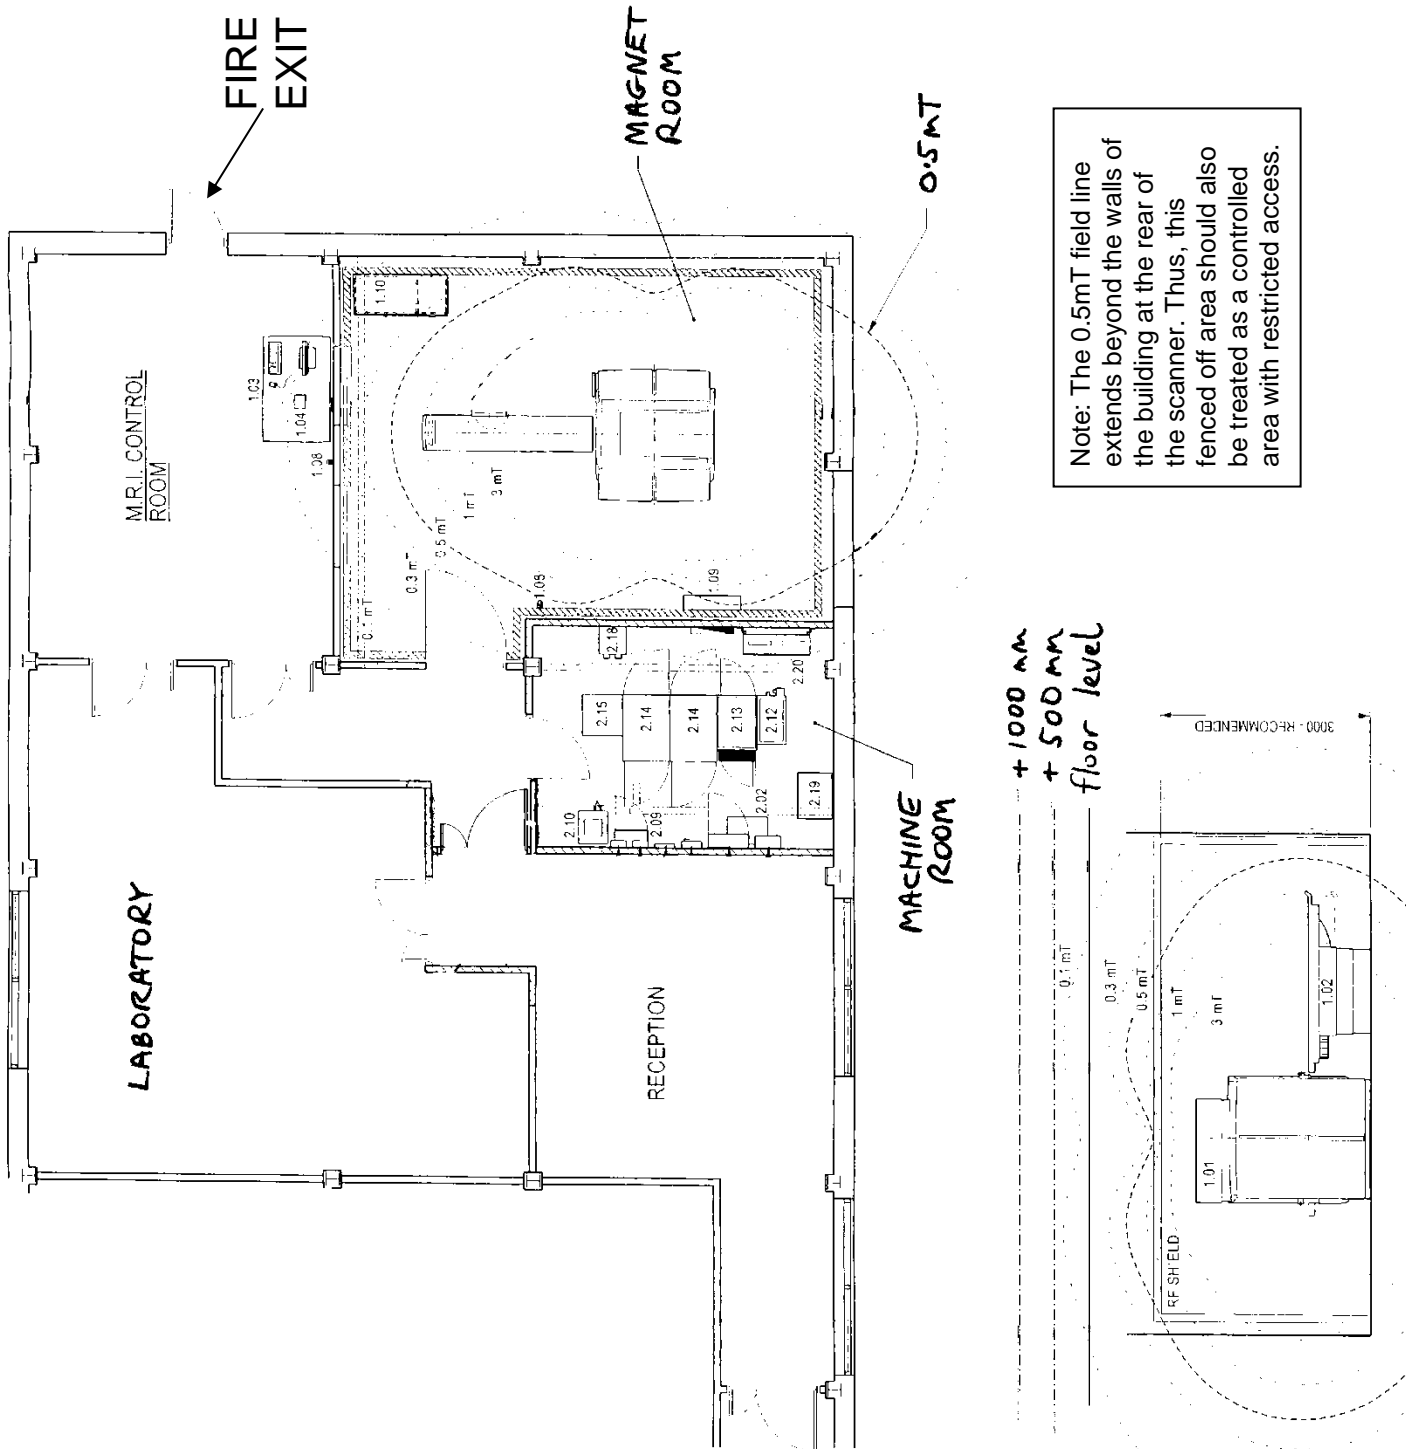 FIRE
EXIT
MAGNET
ROOM
0.5mT
M.R.I. CONTROL
ROOM
1.03
1.04
1.08
1.10
3 mT
1 mT
0.5 mT
0.3 mT
0.1 mT
1.08
1.09
2.18
2.20
2.15
2.14
2.14
2.13
2.12
2.10
2.09
2.02
2.19
MACHINE
ROOM
LABORATORY
RECEPTION
Note: The 0.5mT field line
extends beyond the walls of
the building at the rear of
the scanner. Thus, this
fenced off area should also
be treated as a controlled
area with restricted access.
+ 1000 mm
+ 500 mm
floor level
3000 - RECOMMENDED
0.1 mT
0.3 mT
0.5 mT
1 mT
3 mT
1.02
1.01
RF SHIELD